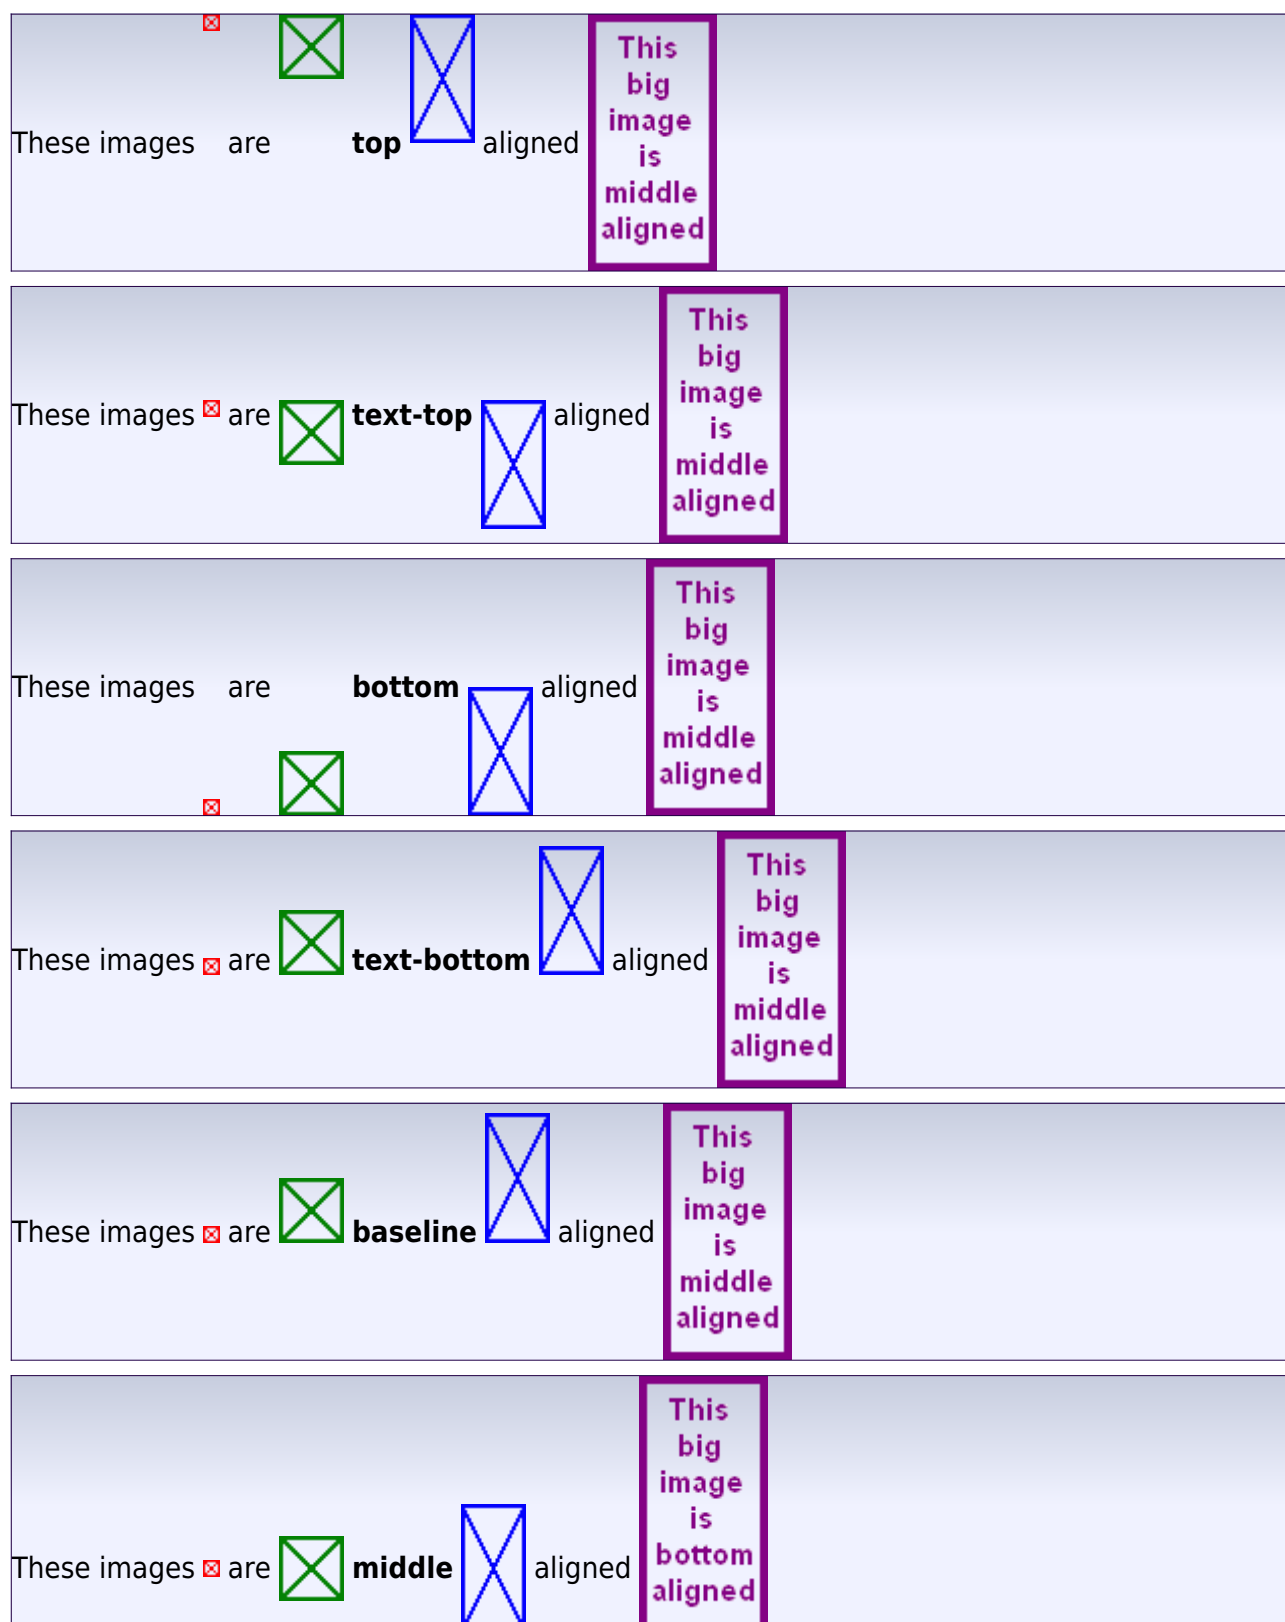 These images are top aligned
This
big
image
is
middle
aligned
These images are text-top aligned
This
big
image
is
middle
aligned
These images are bottom aligned
This
big
image
is
middle
aligned
These images are text-bottom aligned
This
big
image
is
middle
aligned
These images are baseline aligned
This
big
image
is
middle
aligned
These images are middle aligned
This
big
image
is
bottom
aligned